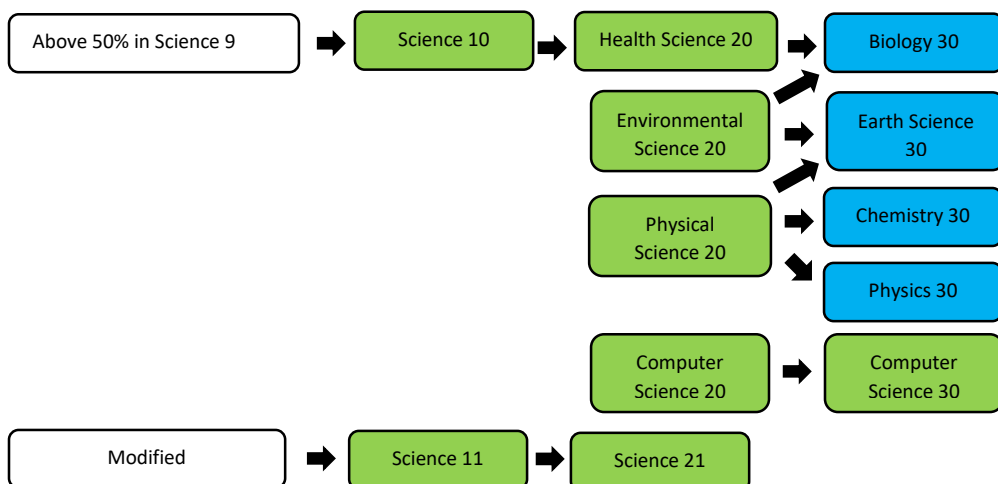 Above 50% in Science 9
Science 10
Health Science 20
Biology 30
Environmental
Science 20
Earth Science
30
Physical
Science 20
Chemistry 30
Physics 30
Computer
Science 20
Computer
Science 30
Modified
Science 11
Science 21